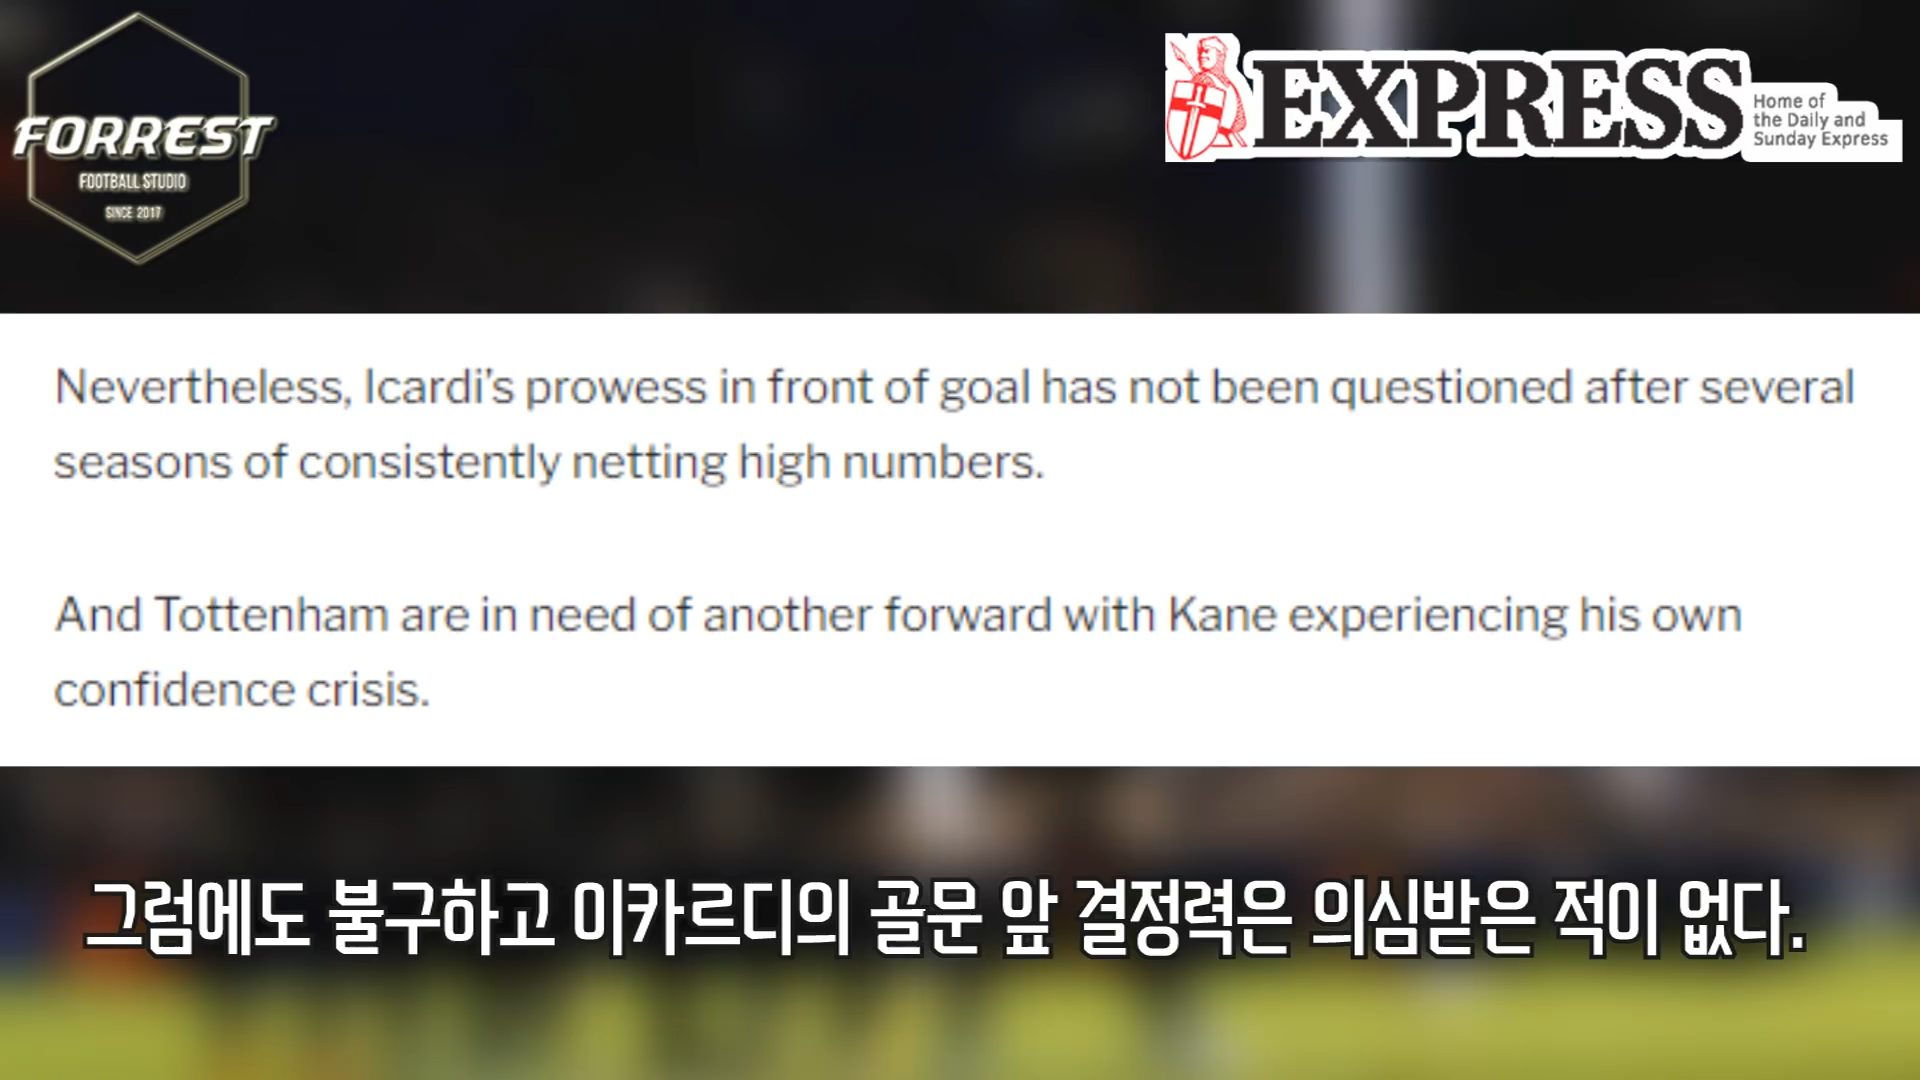 FORREST
FOOTBALL STUDIO
SINCE 2017
EXPRESS
Home of
the Daily and
Sunday Express
Nevertheless, Icardi’s prowess in front of goal has not been questioned after several
seasons of consistently netting high numbers.
And Tottenham are in need of another forward with Kane experiencing his own
confidence crisis.
그럼에도 불구하고 이카르디의 골문 앞 결정력은 의심받은 적이 없다.